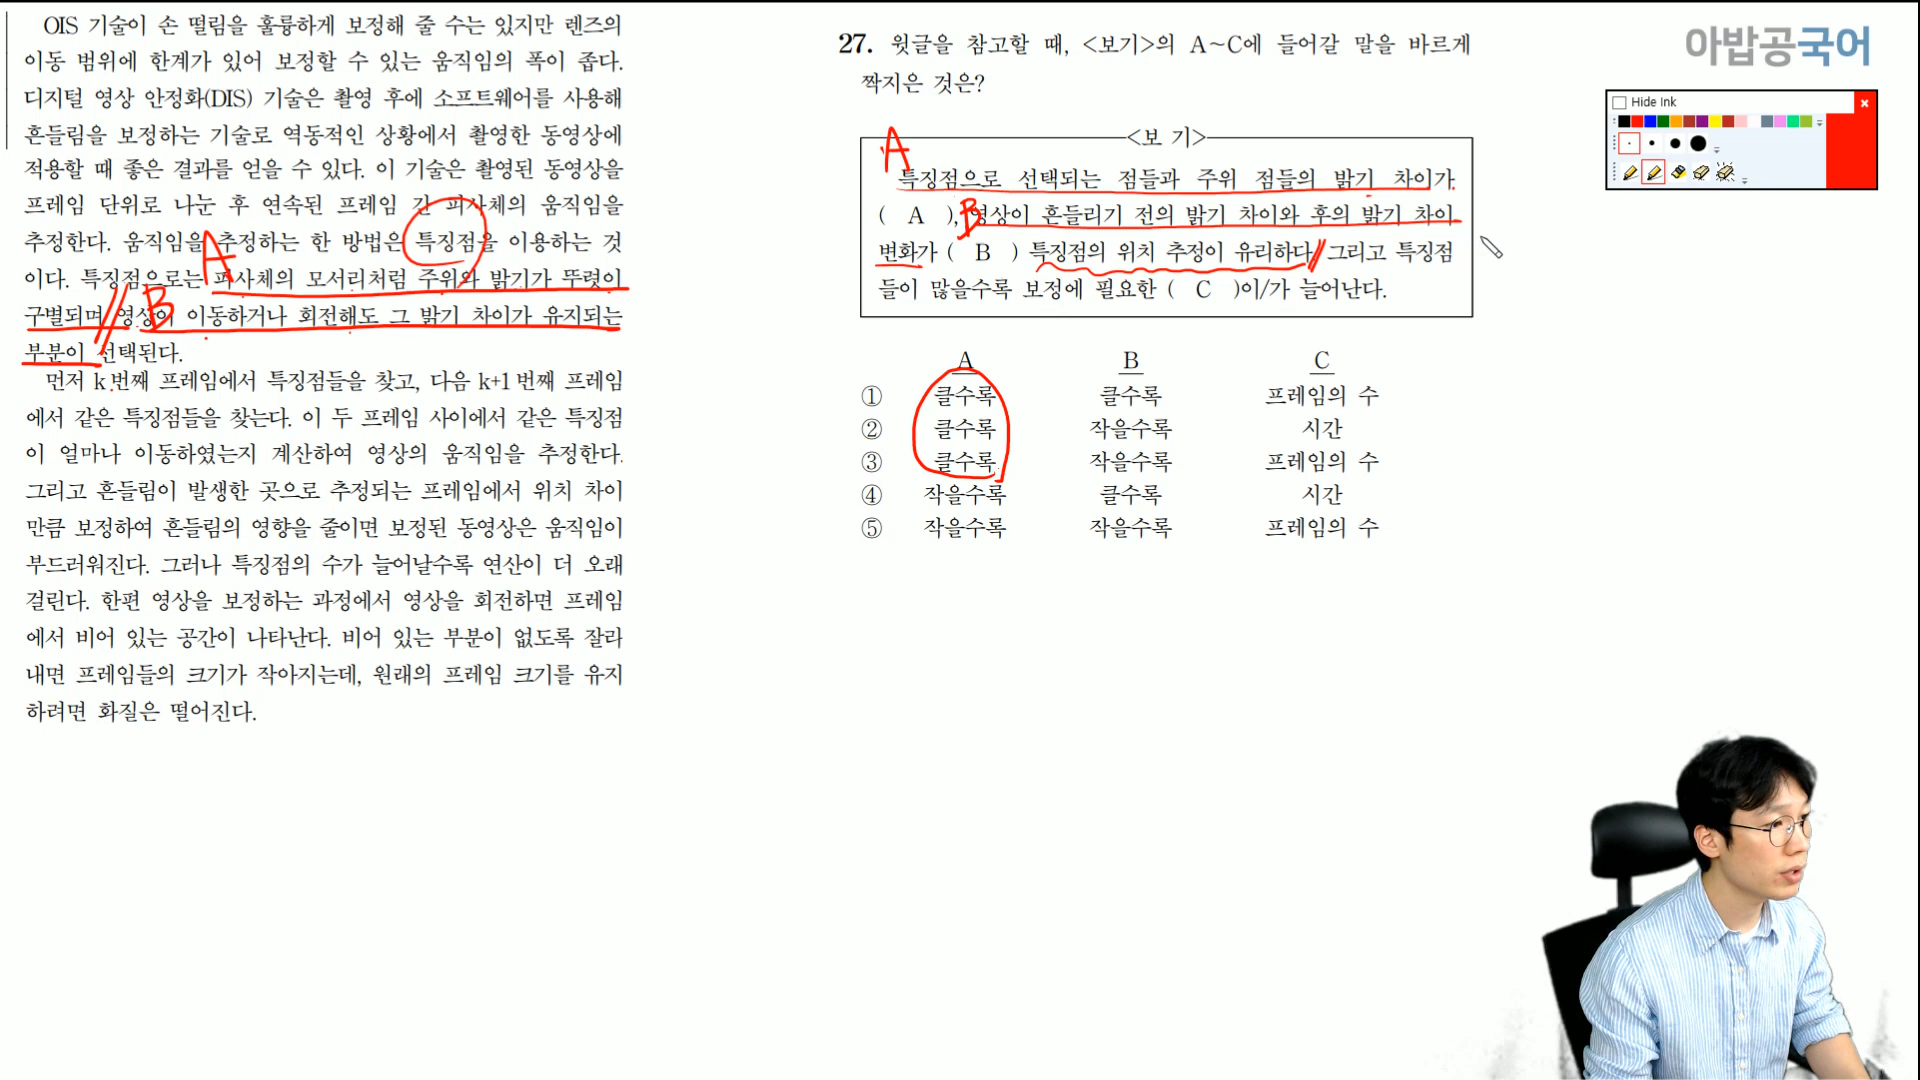 OIS 기술이 손 떨림을 훌륭하게 보정해 줄 수는 있지만 렌즈의
이동 범위에 한계가 있어 보정할 수 있는 움직임의 폭이 좁다.
디지털 영상 안정화(DIS) 기술은 촬영 후에 소프트웨어를 사용해
흔들림을 보정하는 기술로 역동적인 상황에서 촬영한 동영상에
적용할 때 좋은 결과를 얻을 수 있다. 이 기술은 촬영된 동영상을
프레임 단위로 나눈 후 연속된 프레임 간 피사체의 움직임을
추정한다. 움직임을 추정하는 한 방법은 특징점을 이용하는 것
이다. 특징점으로는 피사체의 모서리처럼 주위와 밝기가 뚜렷이
구별되며 영상이 이동하거나 회전해도 그 밝기 차이가 유지되는
부분이 선택된다.
먼저 k번째 프레임에서 특징점들을 찾고, 다음 k+1번째 프레임
에서 같은 특징점들을 찾는다. 이 두 프레임 사이에서 같은 특징점
이 얼마나 이동하였는지 계산하여 영상의 움직임을 추정한다.
그리고 흔들림이 발생한 곳으로 추정되는 프레임에서 위치 차이
만큼 보정하여 흔들림의 영향을 줄이면 보정된 동영상은 움직임이
부드러워진다. 그러나 특징점의 수가 늘어날수록 연산이 더 오래
걸린다. 한편 영상을 보정하는 과정에서 영상을 회전하면 프레임
에서 비어 있는 공간이 나타난다. 비어 있는 부분이 없도록 잘라
내면 프레임들의 크기가 작아지는데, 원래의 프레임 크기를 유지
하려면 화질은 떨어진다.
A
B
27. 윗글을 참고할 때, <보기>의 A~C에 들어갈 말을 바르게
짝지은 것은?
<보 기>
A
특징점으로 선택되는 점들과 주위 점들의 밝기 차이가
( A ), 영상이 흔들리기 전의 밝기 차이와 후의 밝기 차이
B
변화가 ( B ) 특징점의 위치 추정이 유리하다. 그리고 특징점
들이 많을수록 보정에 필요한 ( C )이/가 늘어난다.
A B C
① 클수록 클수록 프레임의 수
② 클수록 작을수록 시간
③ 클수록 작을수록 프레임의 수
④ 작을수록 클수록 시간
⑤ 작을수록 작을수록 프레임의 수
아밥공국어
Hide Ink